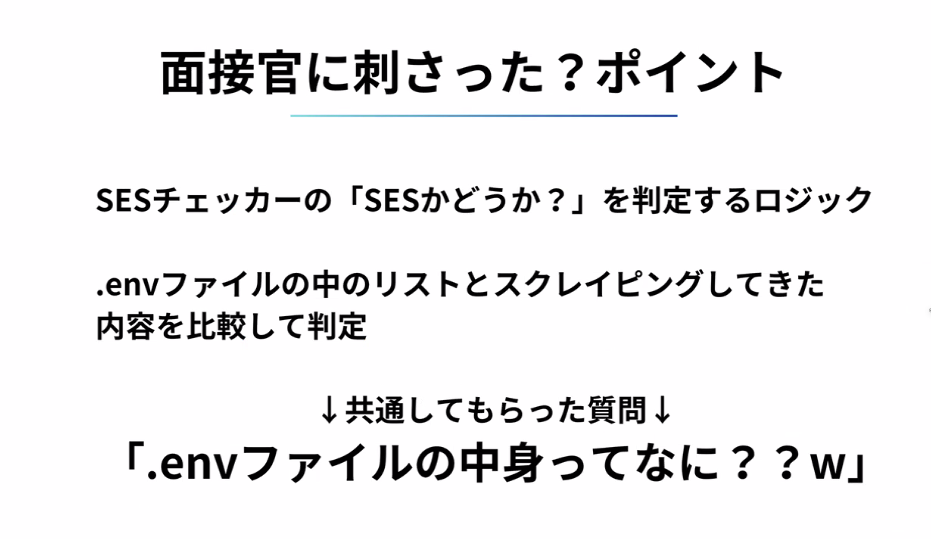 面接官に刺さった？ポイント
SESチェッカーの「SESかどうか？」を判定するロジック
.envファイルの中のリストとスクレイピングしてきた
内容を比較して判定
↓共通してもらった質問↓
「.envファイルの中身ってなに？？w」